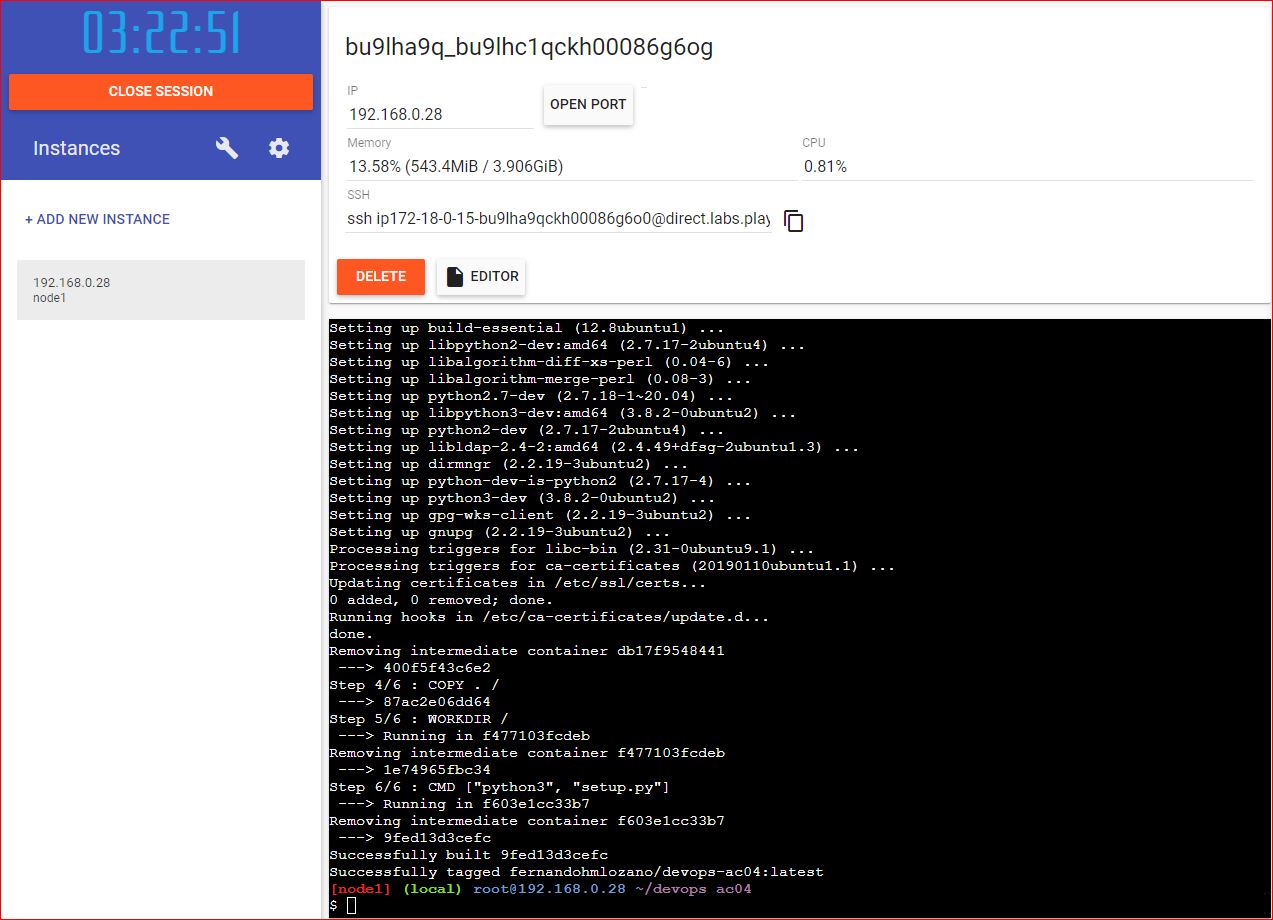 03:22:51
CLOSE SESSION
Instances
+ ADD NEW INSTANCE
192.168.0.28
node1
bu9lha9q_bu9lhc1qckh00086g6og
IP
192.168.0.28
OPEN PORT
Memory
13.58% (543.4MiB / 3.906GiB)
CPU
0.81%
SSH
ssh ip172-18-0-15-bu9lha9qckh00086g6o0@direct.labs.play
DELETE
EDITOR
Setting up build-essential (12.8ubuntu1) ...
Setting up libpython2-dev:amd64 (2.7.17-2ubuntu4) ...
Setting up libalgorithm-diff-xs-perl (0.04-6) ...
Setting up libalgorithm-merge-perl (0.08-3) ...
Setting up python2.7-dev (2.7.18-1~20.04) ...
Setting up libpython3-dev:amd64 (3.8.2-0ubuntu2) ...
Setting up python2-dev (2.7.17-2ubuntu4) ...
Setting up libldap-2.4-2:amd64 (2.4.49+dfsg-2ubuntu1.3) ...
Setting up dirmngr (2.2.19-3ubuntu2) ...
Setting up python-dev-is-python2 (2.7.17-4) ...
Setting up python3-dev (3.8.2-0ubuntu2) ...
Setting up gpg-wks-client (2.2.19-3ubuntu2) ...
Setting up gnupg (2.2.19-3ubuntu2) ...
Processing triggers for libc-bin (2.31-0ubuntu9.1) ...
Processing triggers for ca-certificates (20190110ubuntu1.1) ...
Updating certificates in /etc/ssl/certs...
0 added, 0 removed; done.
Running hooks in /etc/ca-certificates/update.d...
done.
Removing intermediate container db17f9548441
---> 400f5f43c6e2
Step 4/6 : COPY . /
---> 87ac2e06dd64
Step 5/6 : WORKDIR /
---> Running in f477103fcdeb
Removing intermediate container f477103fcdeb
---> 1e74965fbc34
Step 6/6 : CMD ["python3", "setup.py"]
---> Running in f603e1cc33b7
Removing intermediate container f603e1cc33b7
---> 9fed13d3cefc
Successfully built 9fed13d3cefc
Successfully tagged fernandohmlozano/devops-ac04:latest
[node1] (local) root@192.168.0.28 ~/devops ac04
$